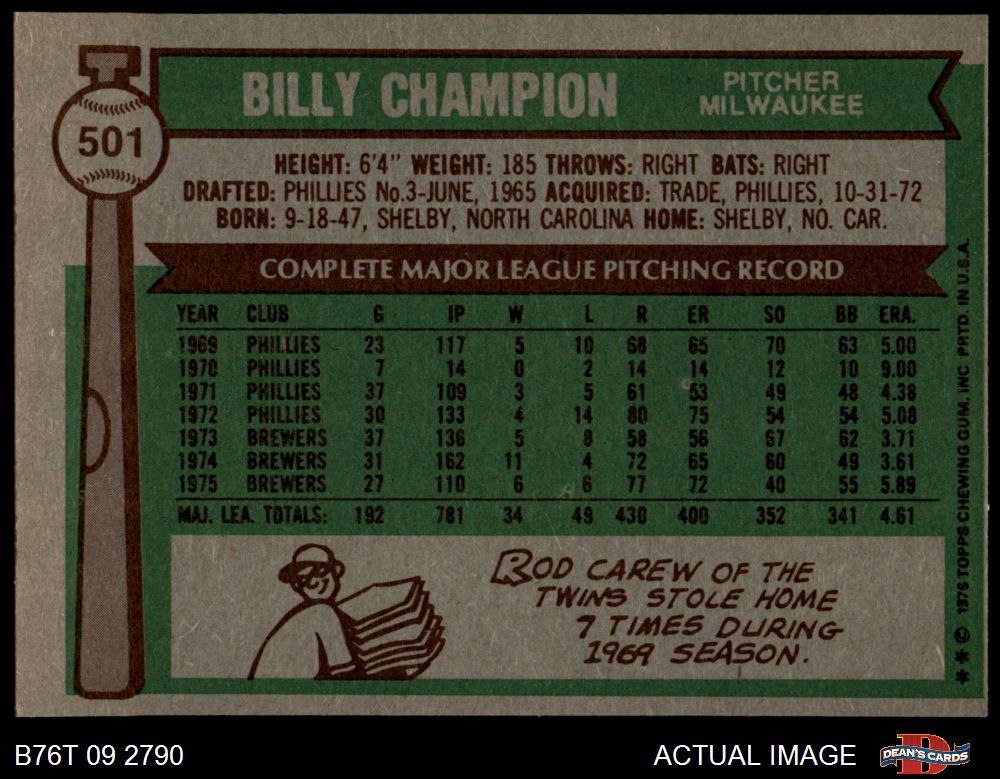 BILLY CHAMPION
PITCHER
MILWAUKEE
501
HEIGHT: 6'4" WEIGHT: 185 THROWS: RIGHT BATS: RIGHT
DRAFTED: PHILLIES No.3-JUNE, 1965 ACQUIRED: TRADE, PHILLIES, 10-31-72
BORN: 9-18-47, SHELBY, NORTH CAROLINA HOME: SHELBY, NO. CAR.
COMPLETE MAJOR LEAGUE PITCHING RECORD
YEAR CLUB G IP W L R ER SO BB ERA.
1969 PHILLIES 23 117 5 10 68 65 70 63 5.00
1970 PHILLIES 7 14 0 2 14 14 12 10 9.00
1971 PHILLIES 37 109 3 5 61 53 49 48 4.38
1972 PHILLIES 30 133 4 14 80 75 54 54 5.08
1973 BREWERS 37 136 5 8 58 56 67 62 3.71
1974 BREWERS 31 162 11 4 72 65 60 49 3.61
1975 BREWERS 27 110 6 6 77 72 40 55 5.89
MAJ. LEA. TOTALS: 192 781 34 49 430 400 352 341 4.61
ROD CAREW OF THE
TWINS STOLE HOME
7 TIMES DURING
1969 SEASON.
** © 1976 TOPPS CHEWING GUM, INC PRTD. IN U.S.A.
B76T 09 2790
ACTUAL IMAGE
D
DEAN'S CARDS